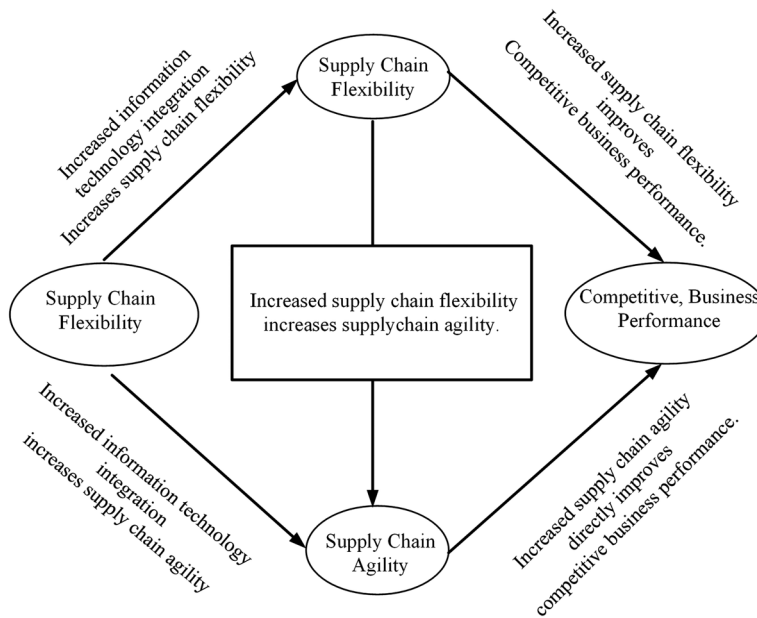 Increased information
technology integration
Increases supply chain flexibility
Supply Chain
Flexibility
Increased supply chain flexibility
improves
Competitive business performance.
Supply Chain
Flexibility
Increased supply chain flexibility
increases supplychain agility.
Competitive, Business
Performance
Increased information technology
integration
increases supply chain agility
Supply Chain
Agility
Increased supply chain agility
directly improves
competitive business performance.